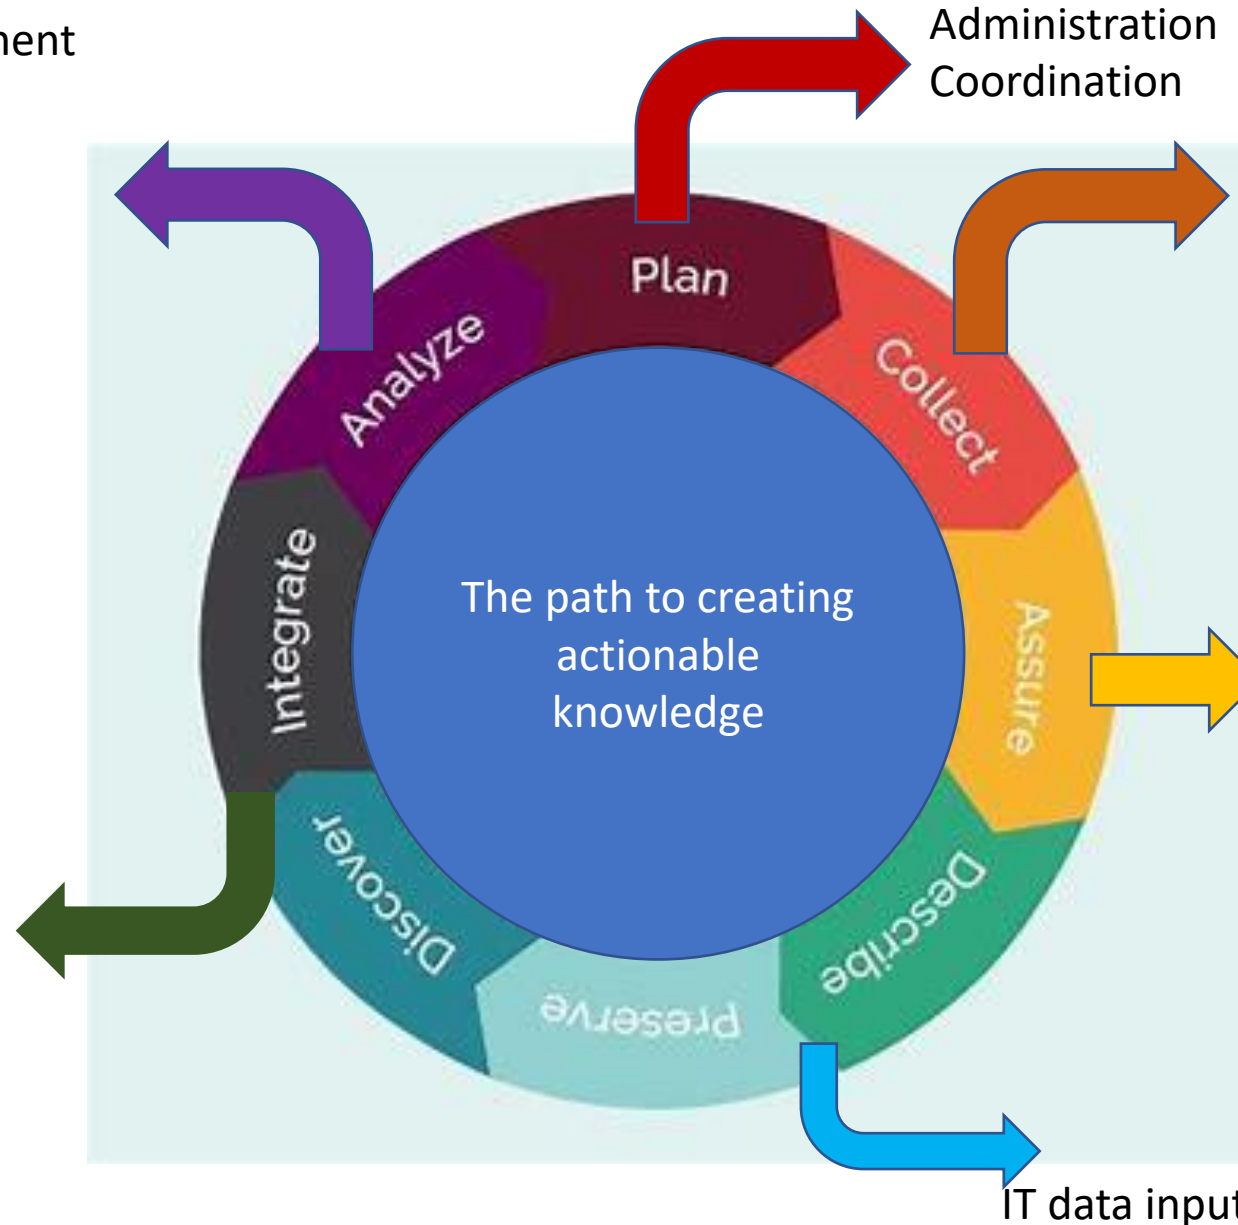 nent
Administration
Coordination
Plan
Collect
Assure
Describe
Preserve
Discover
Integrate
Analyze
The path to creating
actionable
knowledge
IT data input